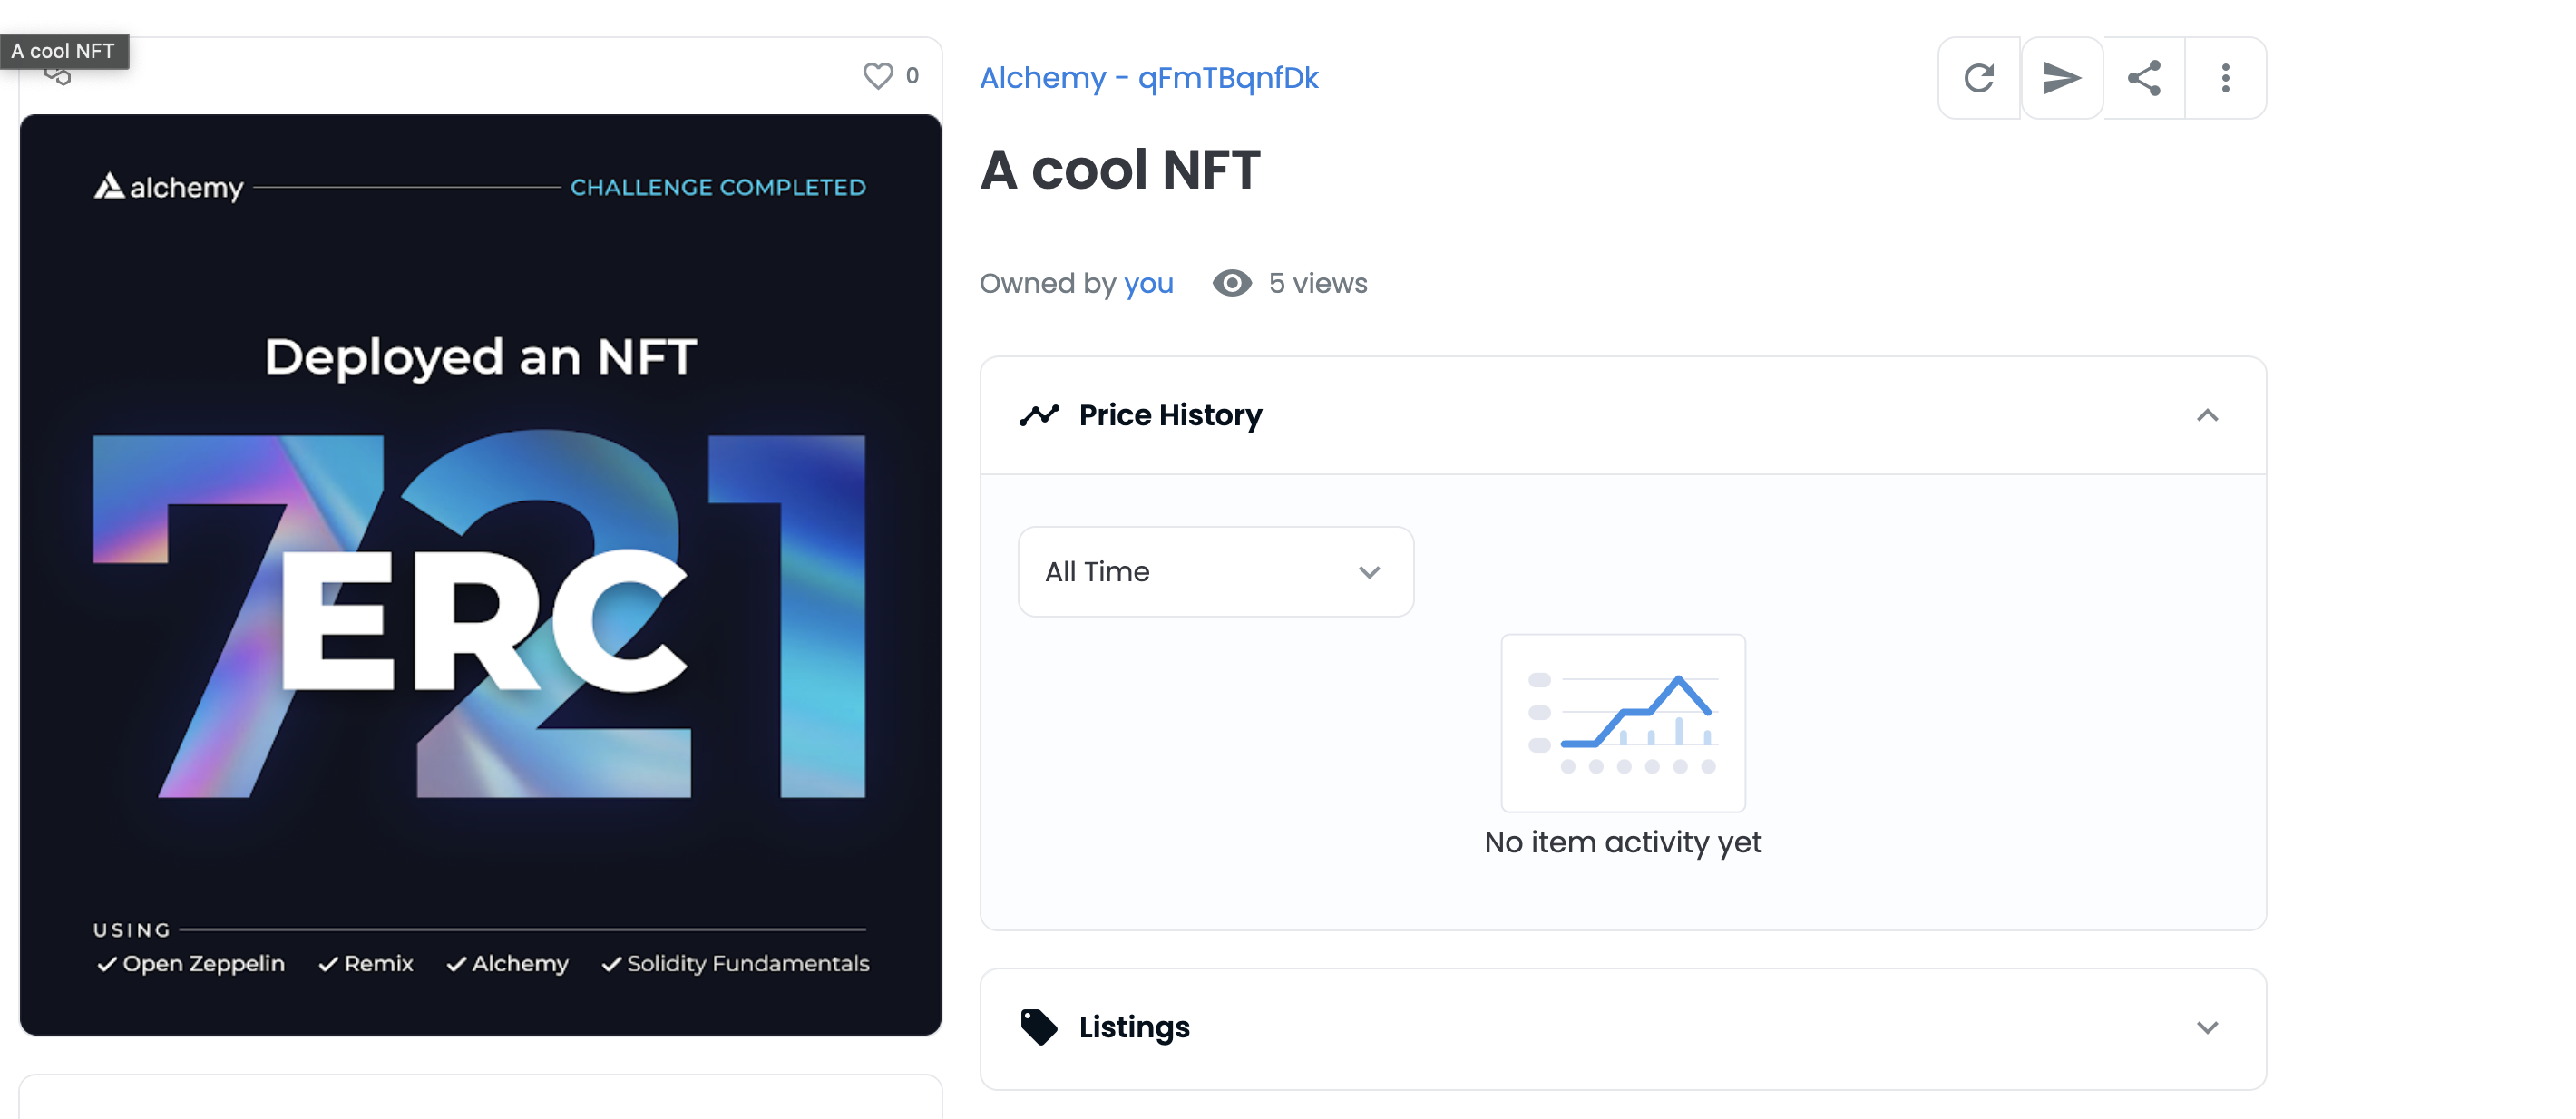 A cool NFT
0
alchemy CHALLENGE COMPLETED
Deployed an NFT
721
ERC
USING
Open Zeppelin Remix Alchemy Solidity Fundamentals
Alchemy - qFmTBqnfDk
A cool NFT
Owned by you 5 views
Price History
All Time
No item activity yet
Listings